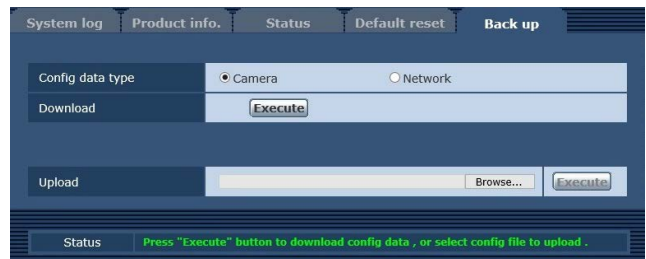 System log Product info. Status Default reset Back up
Config data type Camera Network
Download Execute
Upload Browse... Execute
Status Press "Execute" button to download config data , or select config file to upload .